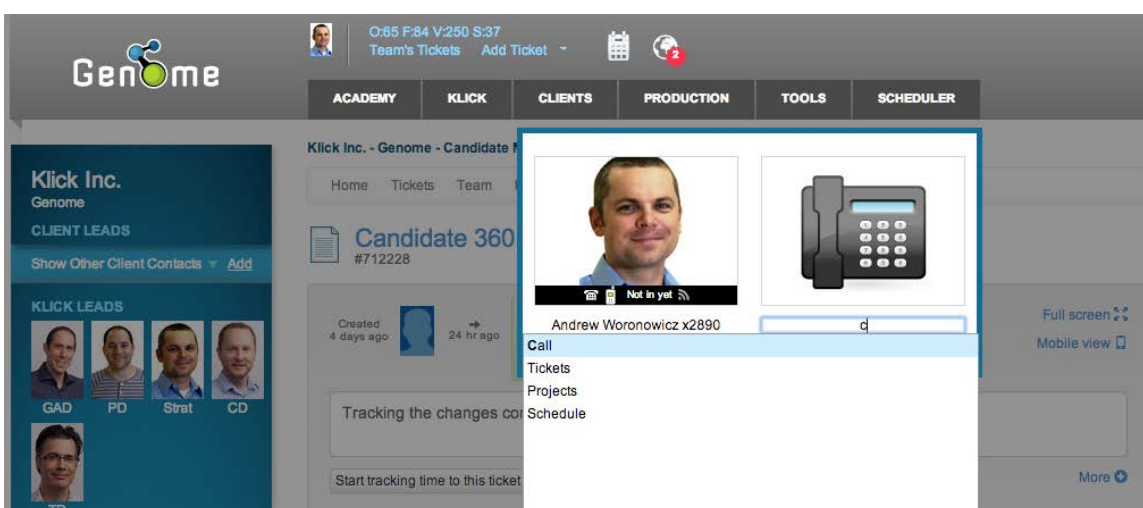 Genome
O:65 F:84 V:250 S:37
Team's Tickets Add Ticket
2
ACADEMY KLICK CLIENTS PRODUCTION TOOLS SCHEDULER
Klick Inc.
Genome
CLIENT LEADS
Show Other Client Contacts Add
KLICK LEADS
GAD PD Strat CD
Klick Inc. - Genome - Candidate
Home Tickets Team
Candidate 360
#712228
Created
4 days ago
24 hr ago
Not in yet
Andrew Woronowicz x2890
c
Call
Tickets
Projects
Schedule
Full screen
Mobile view
Tracking the changes
Start tracking time to this ticket
More